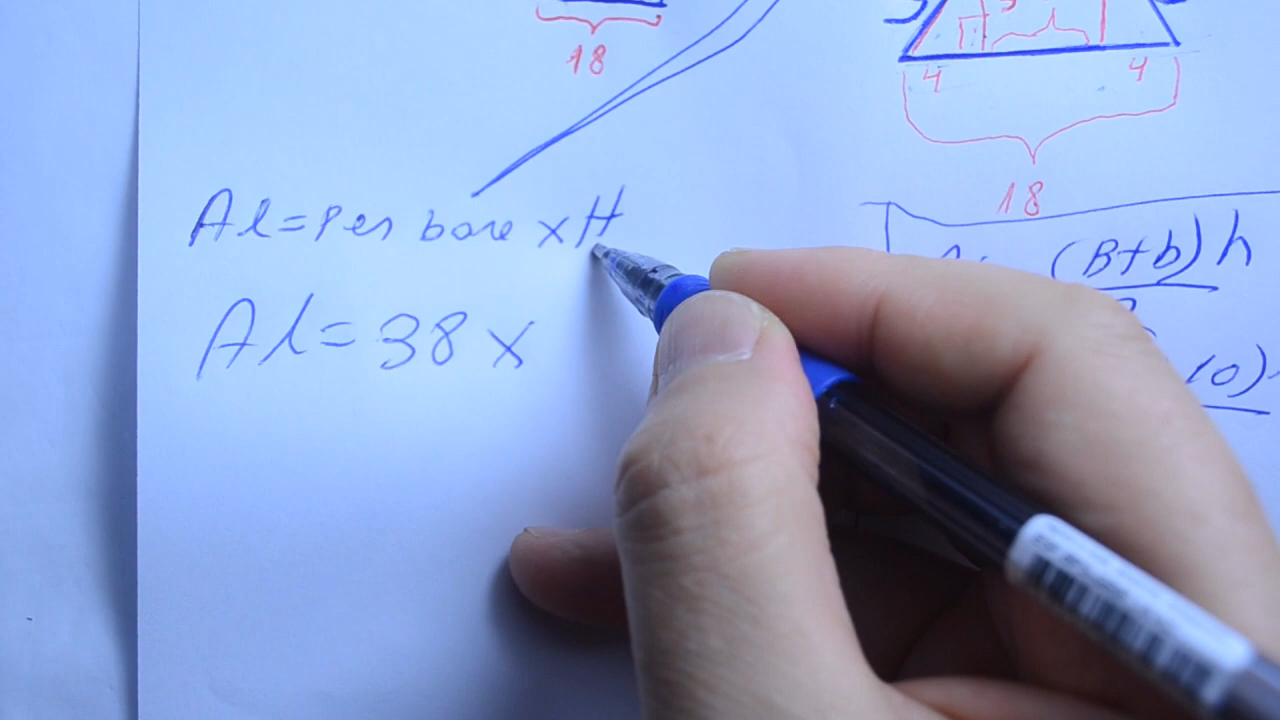 18
4 4
18
Al = Per base x H
Al = 38 x
(B+b)h
10)